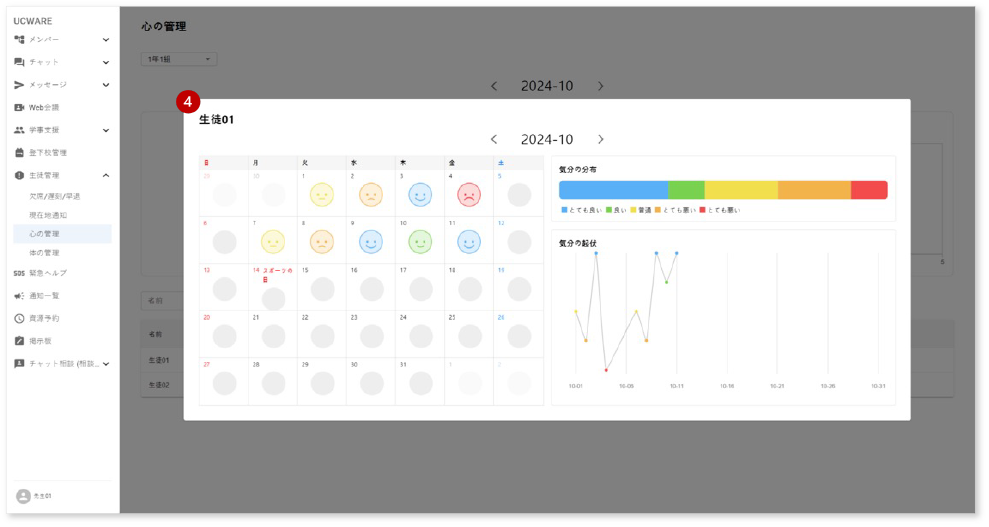 UCWARE
メンバー
チャット
メッセージ
Web会議
学事支援
登下校管理
生徒管理
欠席/遅刻/早退
現在地通知
心の管理
体の管理
SOS 緊急ヘルプ
通知一覧
資源予約
掲示板
チャット相談 (相談...
先生01
心の管理
1年1組
2024-10
4
生徒01
2024-10
日 月 火 水 木 金 土
29 30 1 2 3 4 5
6 7 8 9 10 11 12
13 14 スポーツの日 15 16 17 18 19
20 21 22 23 24 25 26
27 28 29 30 31 1 2
気分の分布
とても良い 良い 普通 とても悪い とても悪い
気分の起伏
10-01 10-11 10-21 10-31
名前
名前
生徒01
生徒02